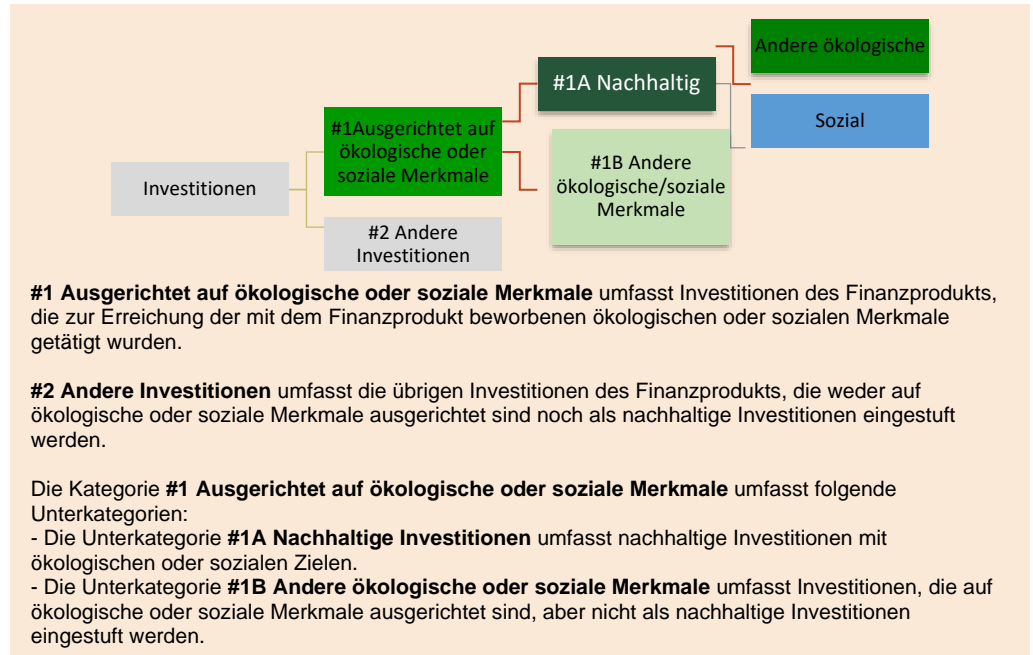 Andere ökologische
#1A Nachhaltig
Sozial
#1Ausgerichtet auf
ökologische oder
soziale Merkmale
#1B Andere
ökologische/soziale
Merkmale
Investitionen
#2 Andere
Investitionen
#1 Ausgerichtet auf ökologische oder soziale Merkmale umfasst Investitionen des Finanzprodukts,
die zur Erreichung der mit dem Finanzprodukt beworbenen ökologischen oder sozialen Merkmale
getätigt wurden.
#2 Andere Investitionen umfasst die übrigen Investitionen des Finanzprodukts, die weder auf
ökologische oder soziale Merkmale ausgerichtet sind noch als nachhaltige Investitionen eingestuft
werden.
Die Kategorie #1 Ausgerichtet auf ökologische oder soziale Merkmale umfasst folgende
Unterkategorien:
- Die Unterkategorie #1A Nachhaltige Investitionen umfasst nachhaltige Investitionen mit
ökologischen oder sozialen Zielen.
- Die Unterkategorie #1B Andere ökologische oder soziale Merkmale umfasst Investitionen, die auf
ökologische oder soziale Merkmale ausgerichtet sind, aber nicht als nachhaltige Investitionen
eingestuft werden.